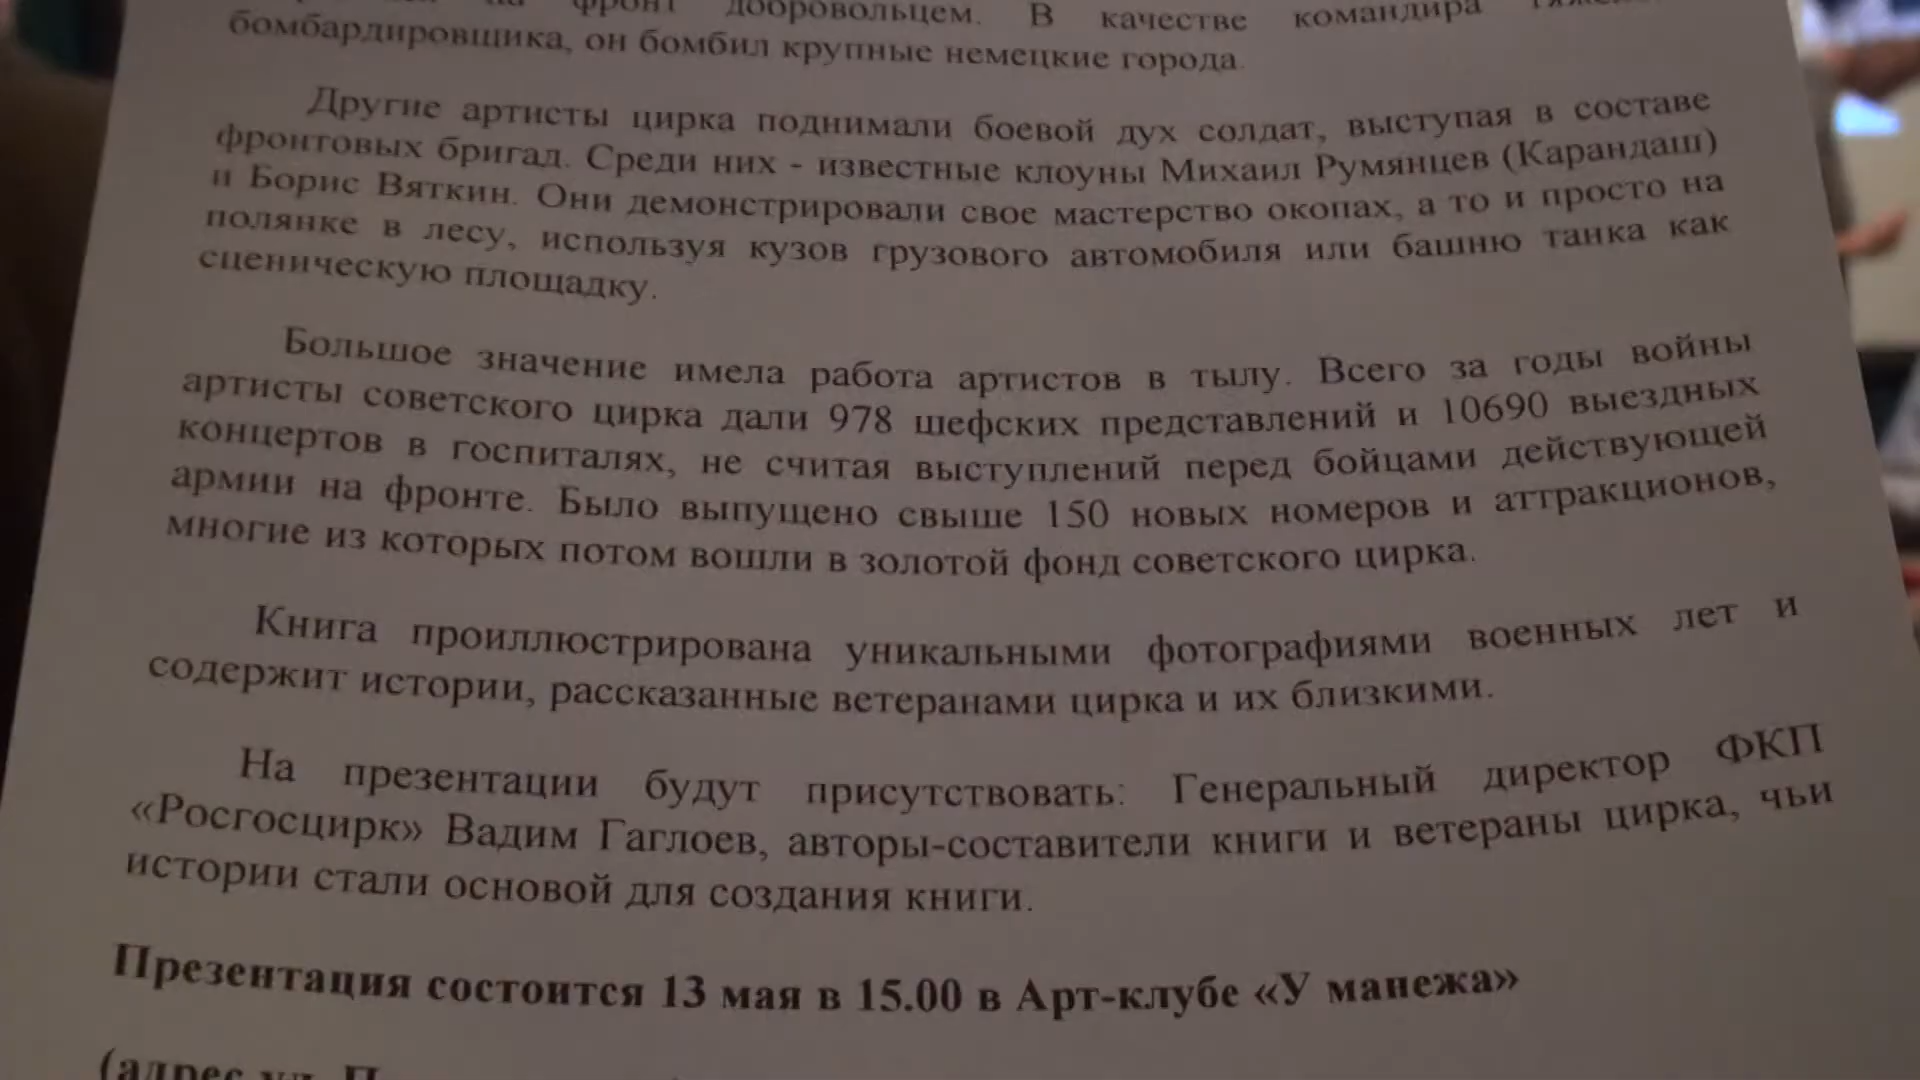 на фронт добровольцем. В качестве командира
бомбардировщика, он бомбил крупные немецкие города.
Другие артисты цирка поднимали боевой дух солдат, выступая в составе
фронтовых бригад. Среди них - известные клоуны Михаил Румянцев (Карандаш)
и Борис Вяткин. Они демонстрировали свое мастерство окопах, а то и просто на
полянке в лесу, используя кузов грузового автомобиля или башню танка как
сценическую площадку.
Большое значение имела работа артистов в тылу. Всего за годы войны
артисты советского цирка дали 978 шефских представлений и 10690 выездных
концертов в госпиталях, не считая выступлений перед бойцами действующей
армии на фронте. Было выпущено свыше 150 новых номеров и аттракционов,
многие из которых потом вошли в золотой фонд советского цирка.
Книга проиллюстрирована уникальными фотографиями военных лет и
содержит истории, рассказанные ветеранами цирка и их близкими.
На презентации будут присутствовать: Генеральный директор ФКП
«Росгосцирк» Вадим Гаглоев, авторы-составители книги и ветераны цирка, чьи
истории стали основой для создания книги.
Презентация состоится 13 мая в 15.00 в Арт-клубе «У манежа»
(адрес ул.